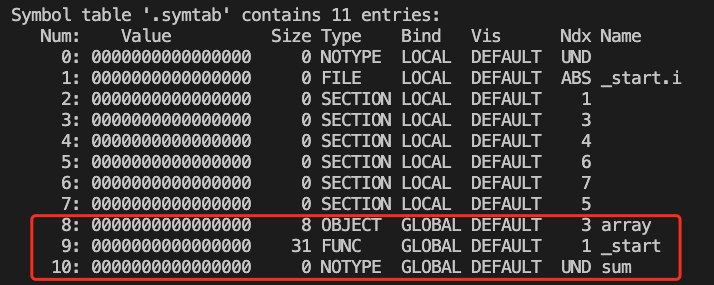 Symbol table '.symtab' contains 11 entries:
Num: Value Size Type Bind Vis Ndx Name
0: 0000000000000000 0 NOTYPE LOCAL DEFAULT UND
1: 0000000000000000 0 FILE LOCAL DEFAULT ABS _start.i
2: 0000000000000000 0 SECTION LOCAL DEFAULT 1
3: 0000000000000000 0 SECTION LOCAL DEFAULT 3
4: 0000000000000000 0 SECTION LOCAL DEFAULT 4
5: 0000000000000000 0 SECTION LOCAL DEFAULT 6
6: 0000000000000000 0 SECTION LOCAL DEFAULT 7
7: 0000000000000000 0 SECTION LOCAL DEFAULT 5
8: 0000000000000000 8 OBJECT GLOBAL DEFAULT 3 array
9: 0000000000000000 31 FUNC GLOBAL DEFAULT 1 _start
10: 0000000000000000 0 NOTYPE GLOBAL DEFAULT UND sum